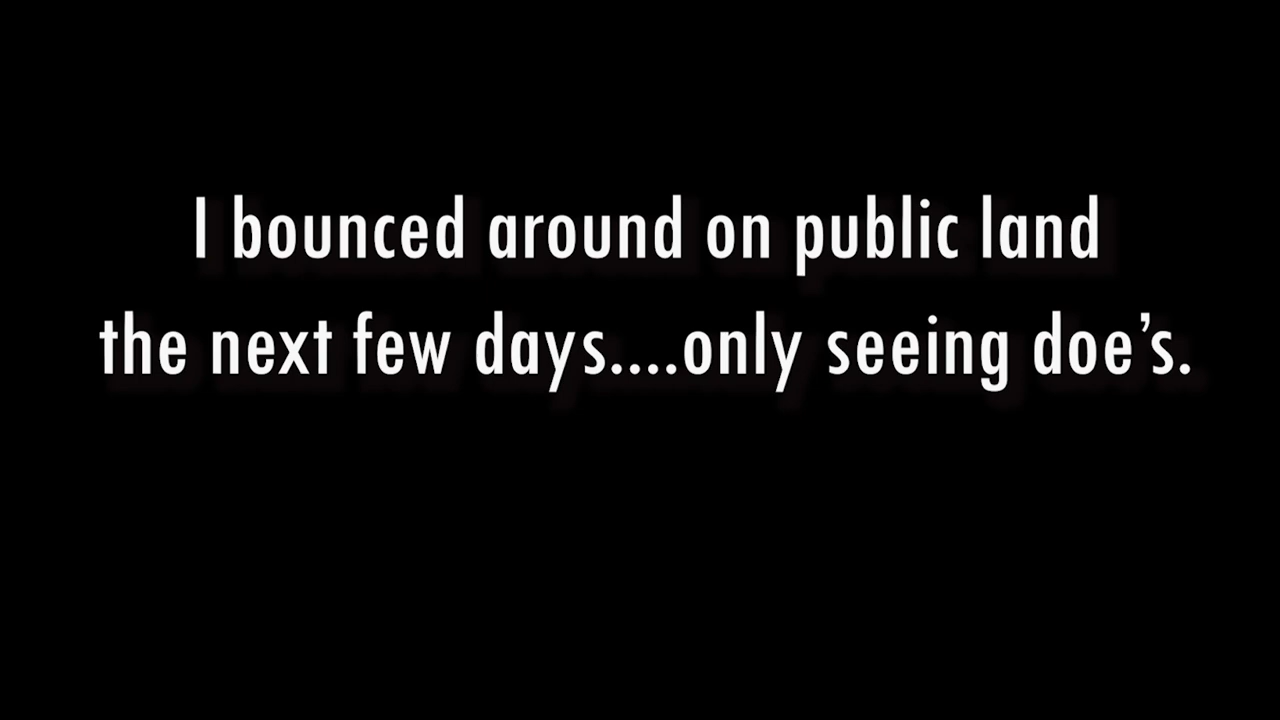 I bounced around on public land
the next few days....only seeing doe’s.